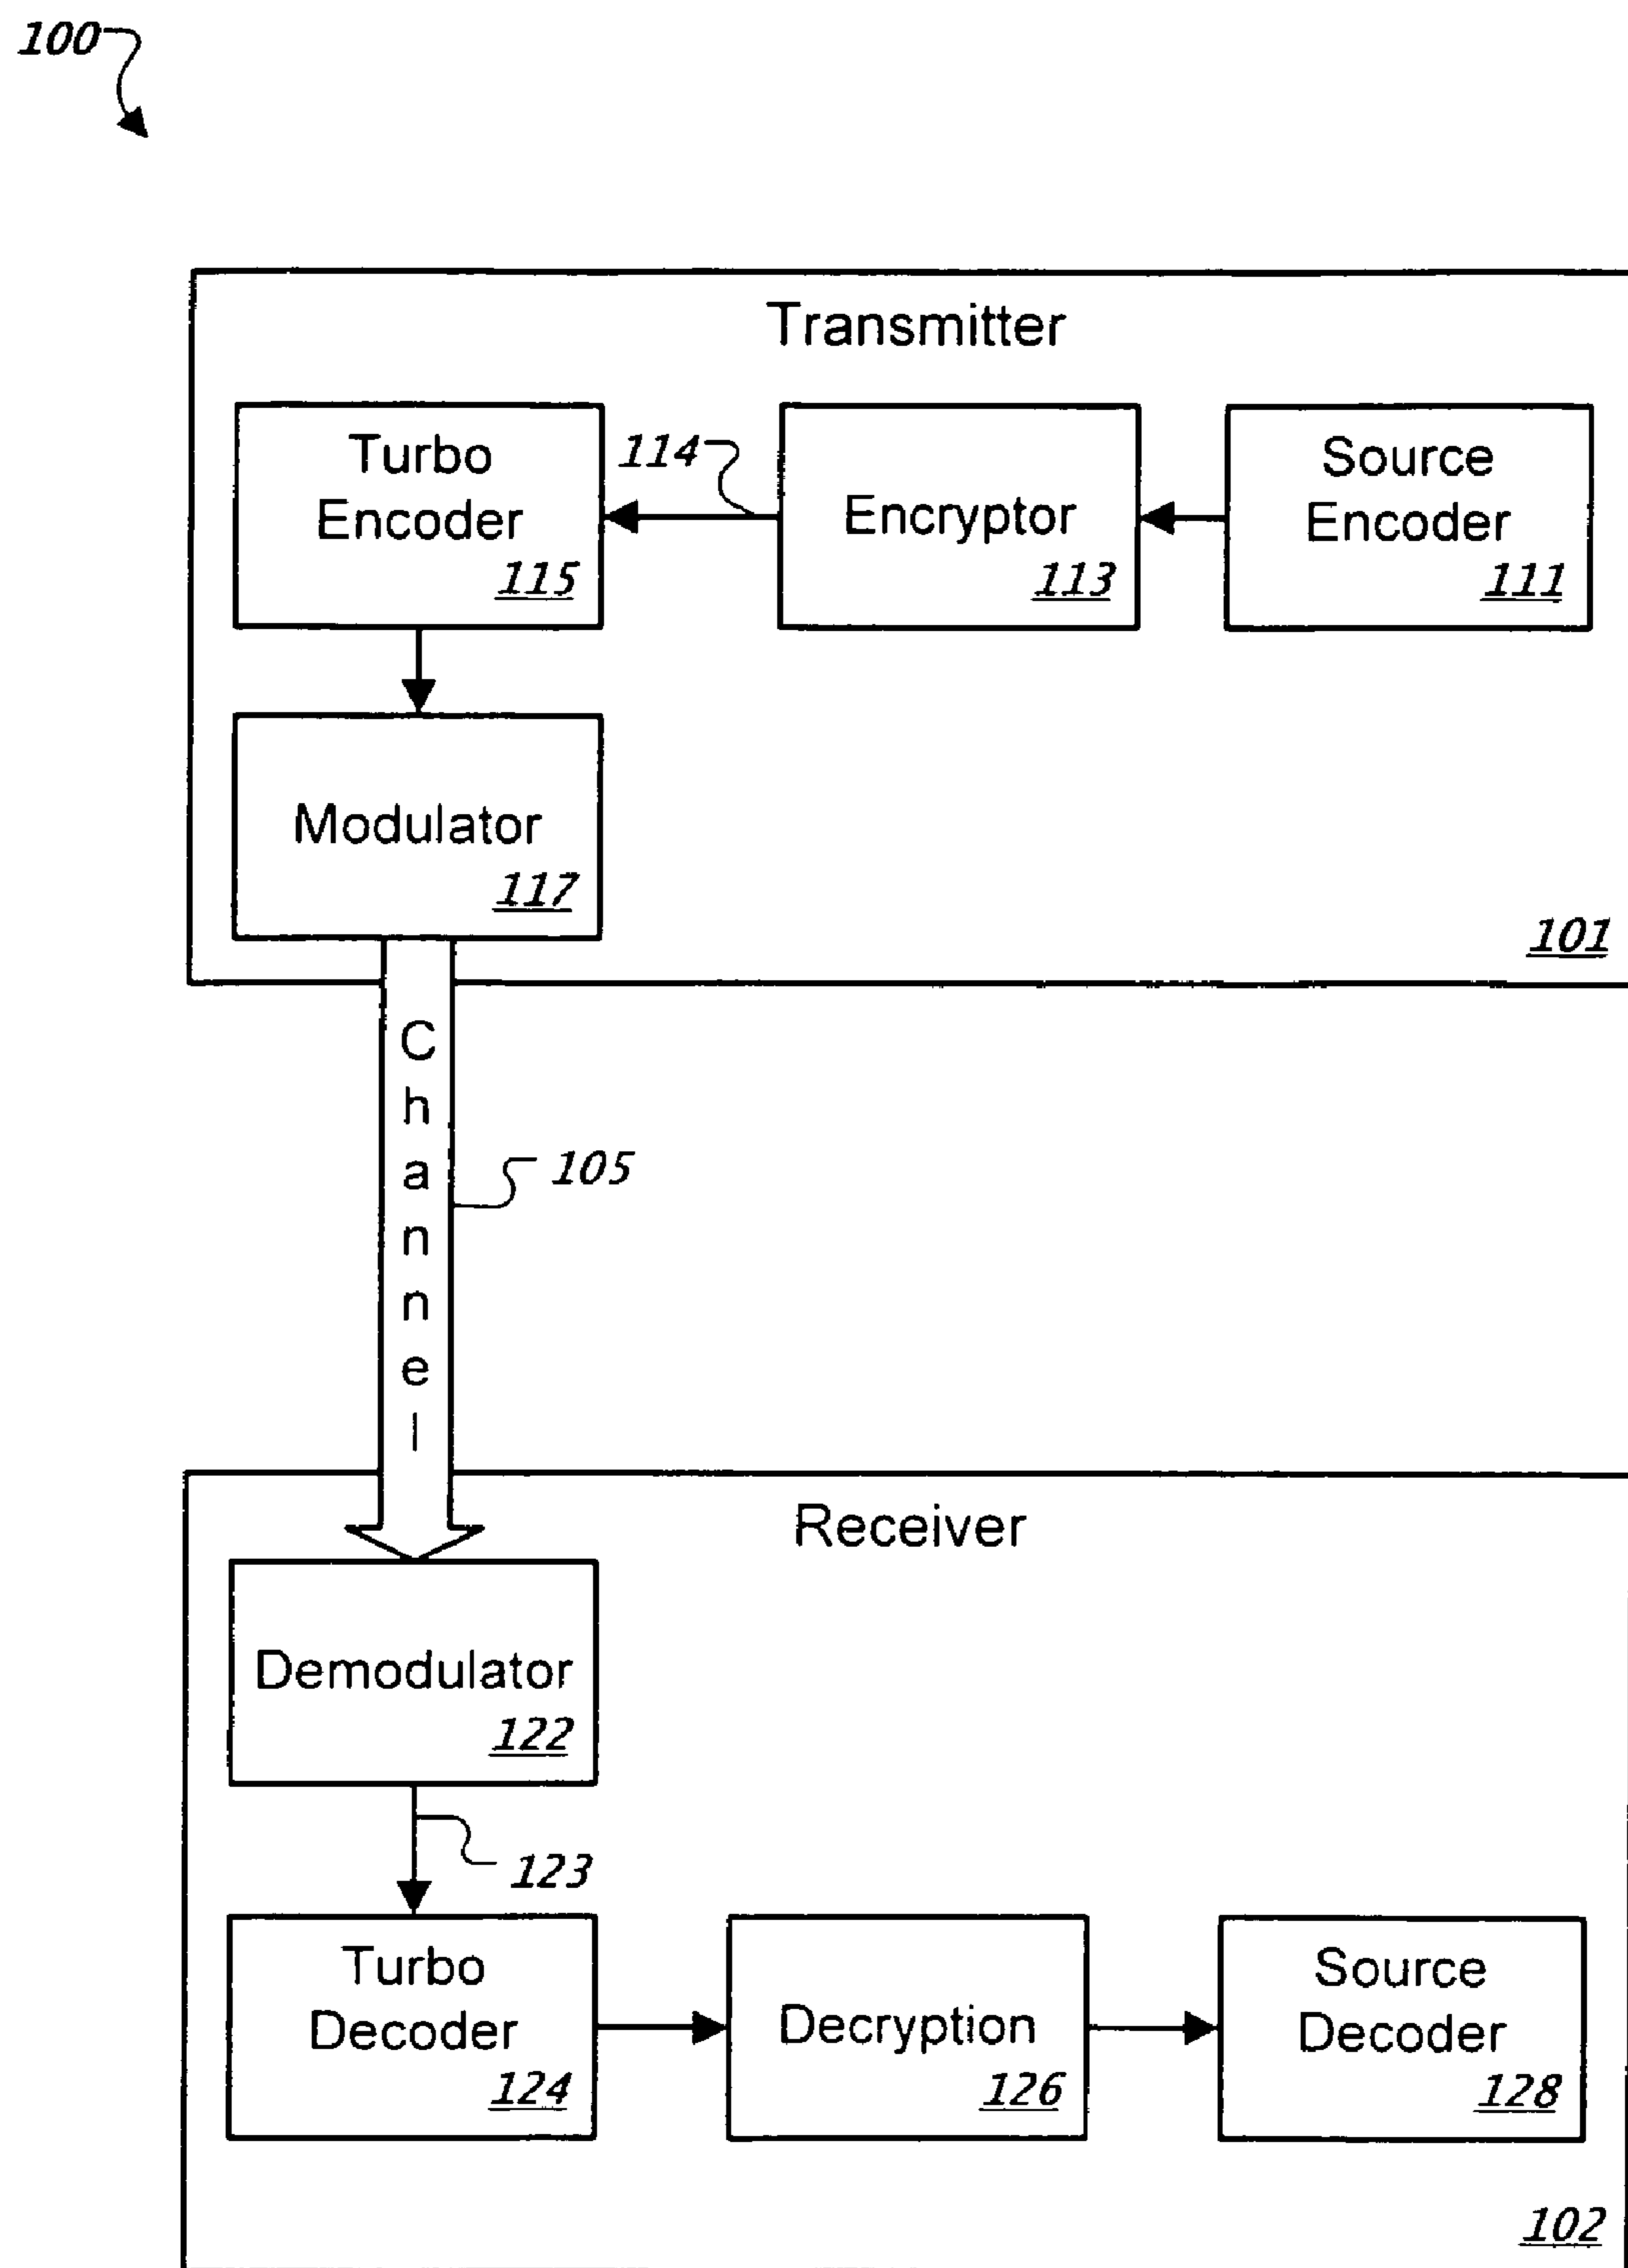 100
Transmitter
Turbo
Encoder
115
114
Encryptor
113
Source
Encoder
111
Modulator
117
101
Channel
105
Receiver
Demodulator
122
123
Turbo
Decoder
124
Decryption
126
Source
Decoder
128
102